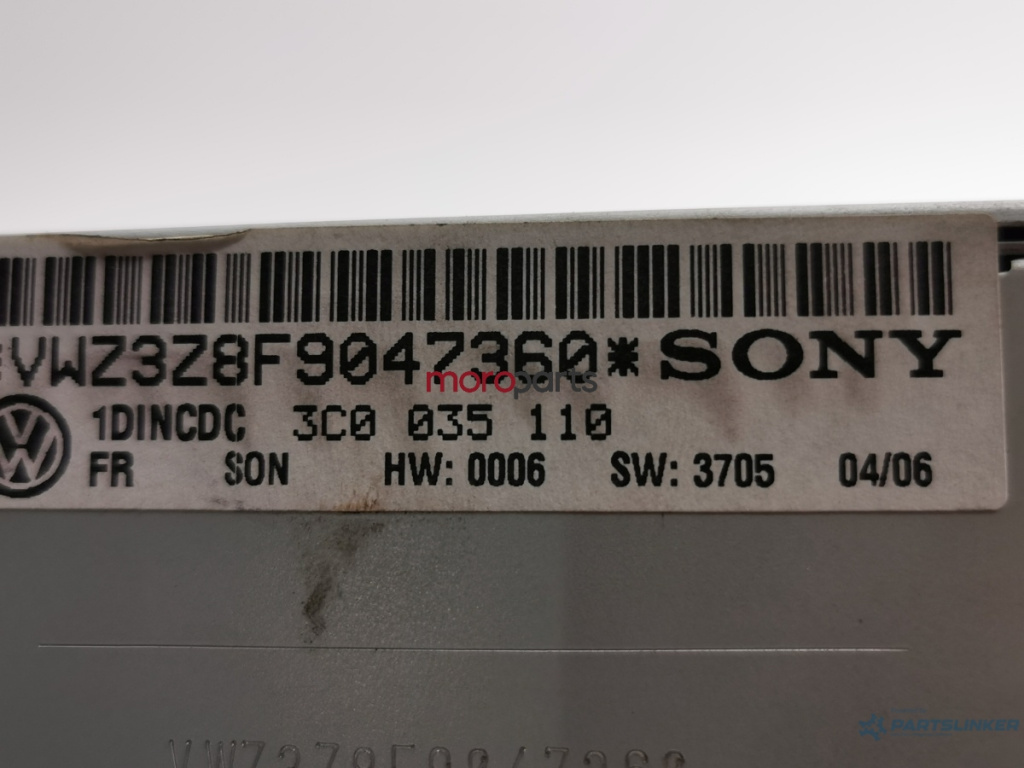 *VWZ3Z8F9047360* SONY
moroparts
1DINCDC 3C0 035 110
FR SON HW: 0006 SW: 3705 04/06
PARTSLINKER